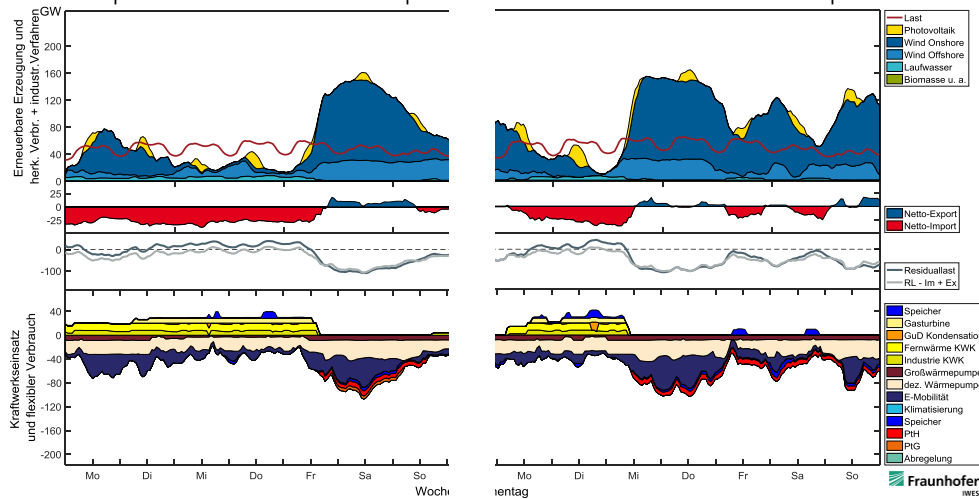 GW
200
160
120
80
40
0
Erneuerbare Erzeugung und
herk. Verbr. + industr.Verfahren
Last
Photovoltaik
Wind Onshore
Wind Offshore
Laufwasser
Biomasse u. a.
25
0
-25
Netto-Export
Netto-Import
0
-100
Residuallast
RL - Im + Ex
40
0
-40
-80
-120
-160
-200
Kraftwerkseinsatz
und flexibler Verbrauch
Speicher
Gasturbine
GuD Kondensatio
Fernwärme KWK
Industrie KWK
Großwärmepumpe
dez. Wärmepumpe
E-Mobilität
Klimatisierung
Speicher
PtH
PtG
Abregelung
Mo Di Mi Do Fr Sa So Mo Di Mi Do Fr Sa So
Woche nentag
Fraunhofer
IWES